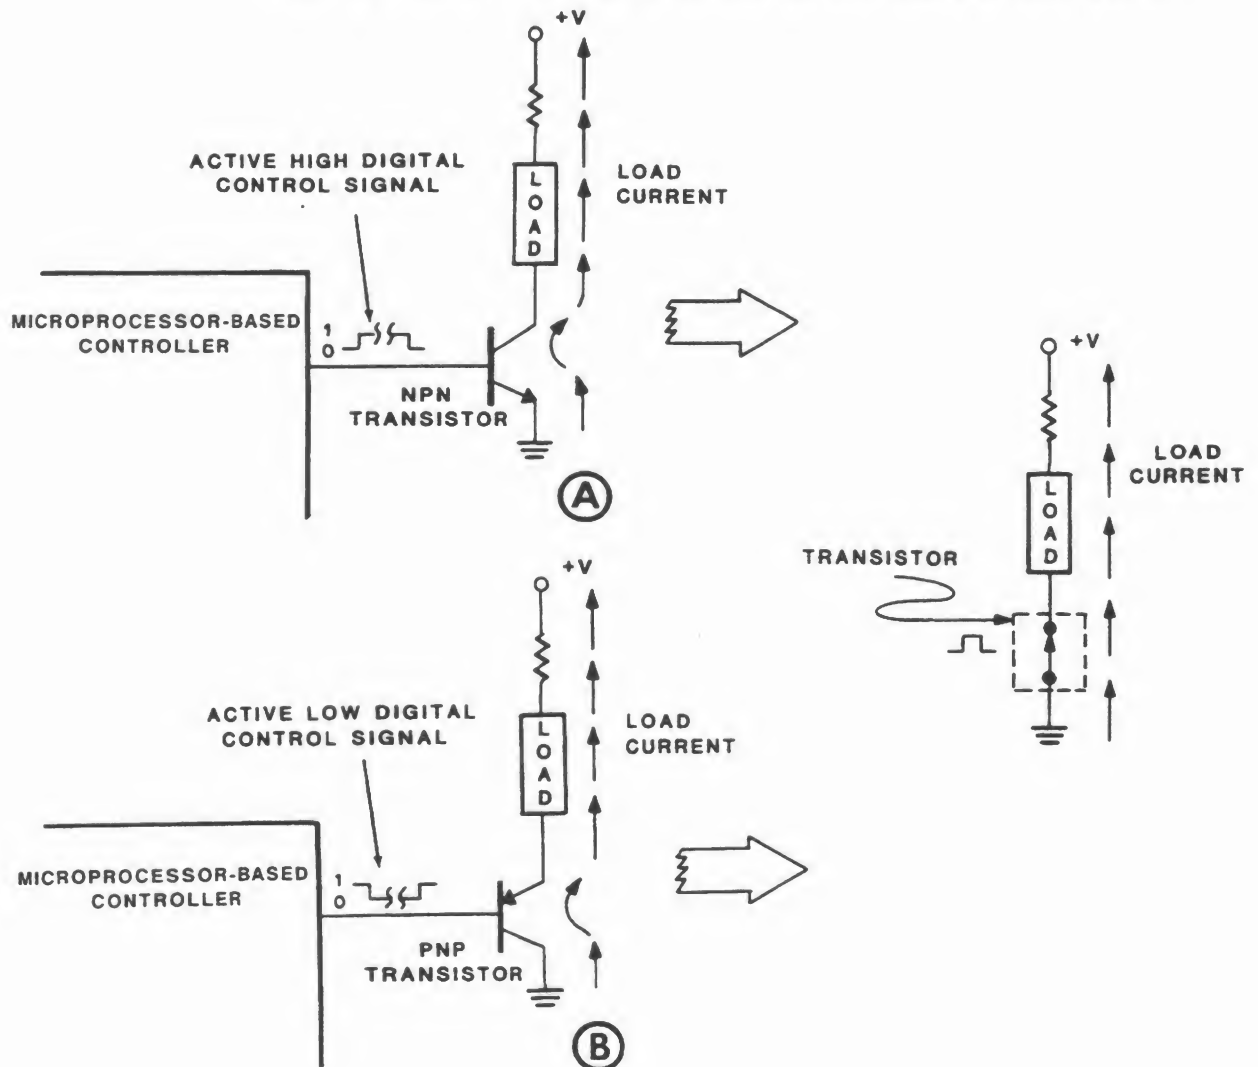 +V
ACTIVE HIGH DIGITAL
CONTROL SIGNAL
LOAD
LOAD
CURRENT
MICROPROCESSOR-BASED
CONTROLLER
1
0
NPN
TRANSISTOR
A
+V
LOAD
LOAD
CURRENT
TRANSISTOR
+V
ACTIVE LOW DIGITAL
CONTROL SIGNAL
LOAD
LOAD
CURRENT
MICROPROCESSOR-BASED
CONTROLLER
1
0
PNP
TRANSISTOR
B